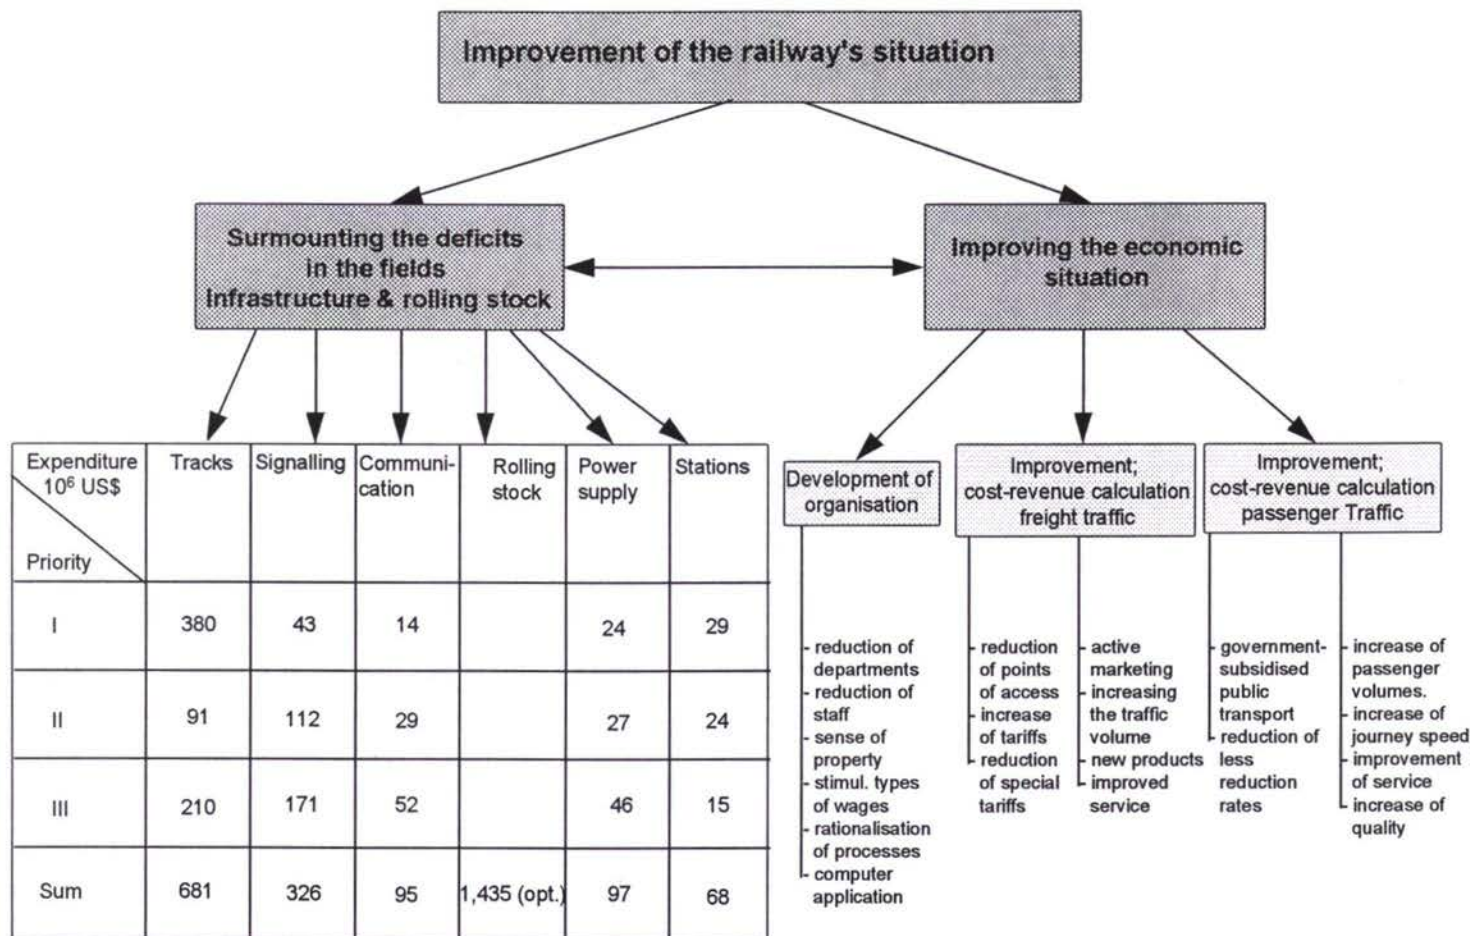 Improvement of the railway's situation
Surmounting the deficits
in the fields
infrastructure & rolling stock
Improving the economic
situation
Expenditure
10⁶ US$
Priority
Tracks
Signalling
Communi-
cation
Rolling
stock
Power
supply
Stations
I 380 43 14 24 29
II 91 112 29 27 24
III 210 171 52 46 15
Sum 681 326 95 1,435 (opt.) 97 68
Development of
organisation
- reduction of
departments
- reduction of
staff
- sense of
property
- stimul. types
of wages
- rationalisation
of processes
- computer
application
Improvement;
cost-revenue calculation
freight traffic
- reduction
of points
of access
- increase
of tariffs
- reduction
of special
tariffs
- active
marketing
- increasing
the traffic
volume
- new products
- improved
service
Improvement;
cost-revenue calculation
passenger Traffic
- government-
subsidised
public
transport
- reduction of
less
reduction
rates
- increase of
passenger
volumes.
- increase of
journey speed
- improvement
of service
- increase of
quality